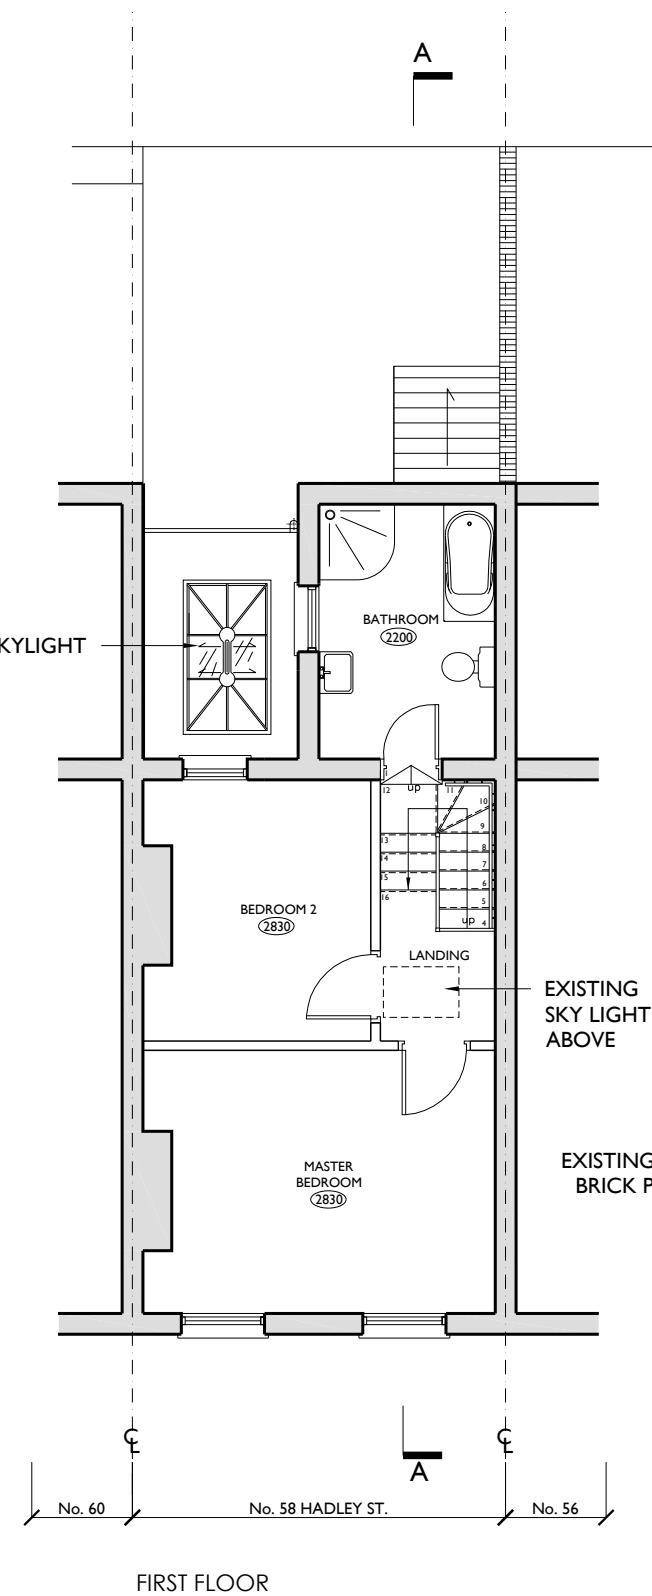 A
KYLIGHT
BATHROOM
2200
12
up
11
10
9
13
8
14
7
15
6
16
5
up
4
BEDROOM 2
2830
LANDING
EXISTING
SKY LIGHT
ABOVE
MASTER
BEDROOM
2830
EXISTING
BRICK P
A
No. 60
No. 58 HADLEY ST.
No. 56
FIRST FLOOR